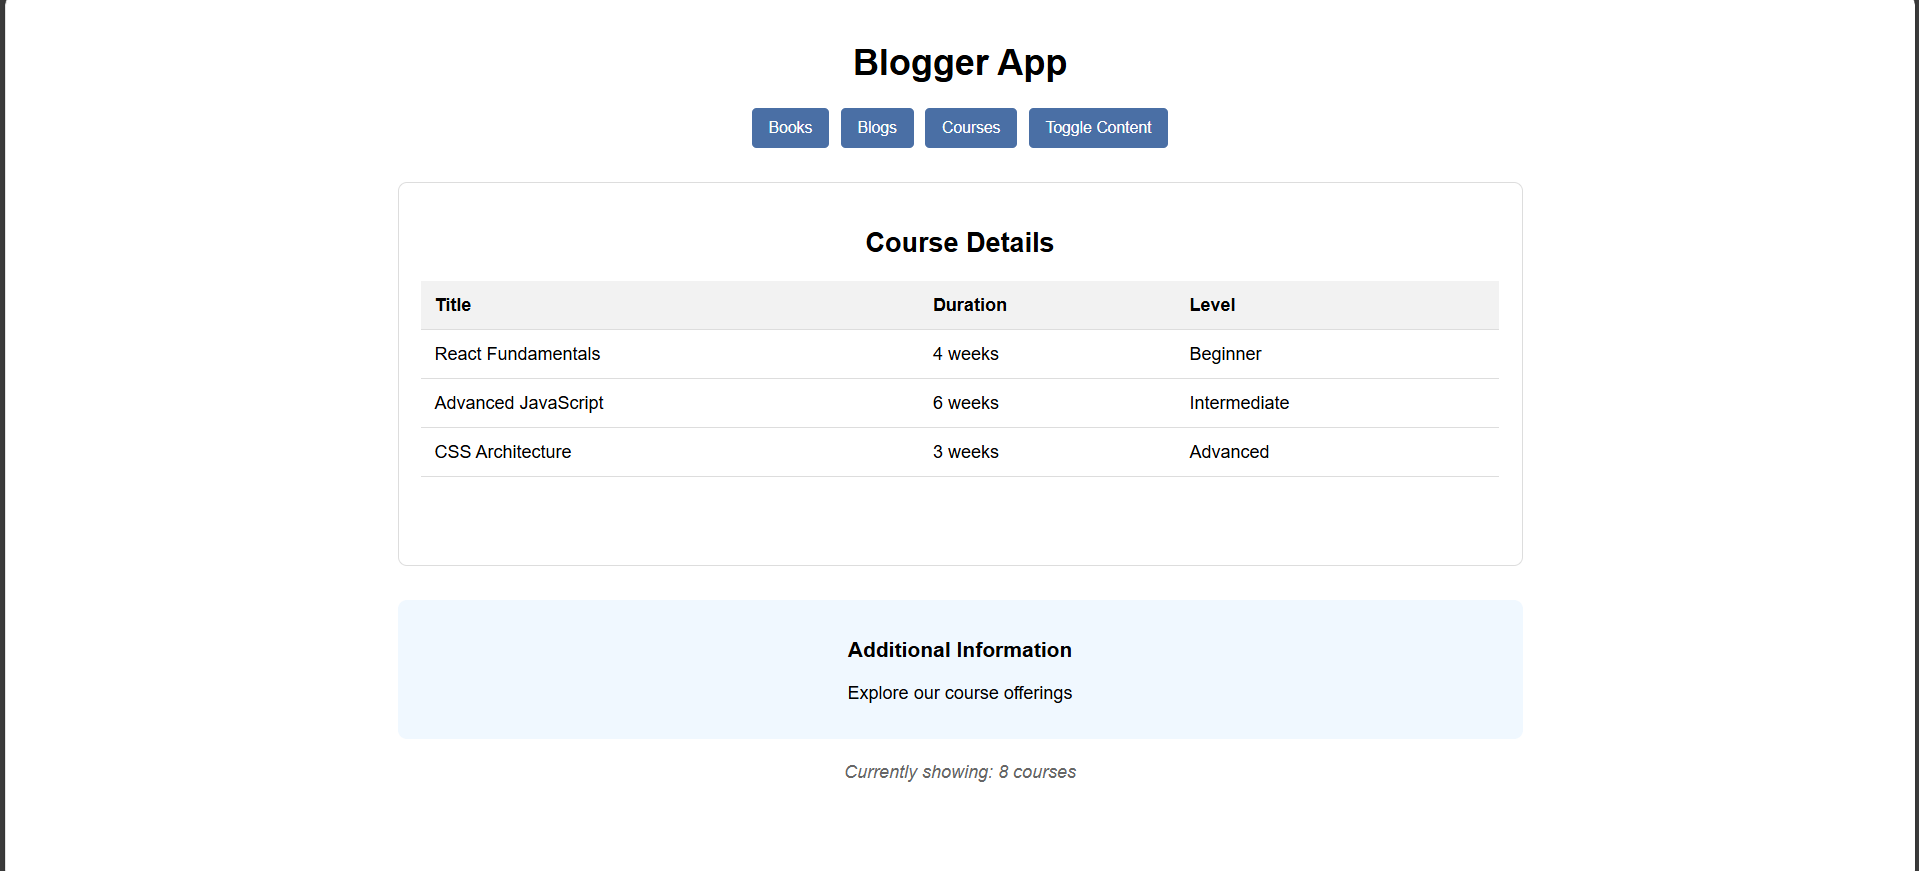 Blogger App
Books Blogs Courses Toggle Content
Course Details
Title Duration Level
React Fundamentals 4 weeks Beginner
Advanced JavaScript 6 weeks Intermediate
CSS Architecture 3 weeks Advanced
Additional Information
Explore our course offerings
Currently showing: 8 courses